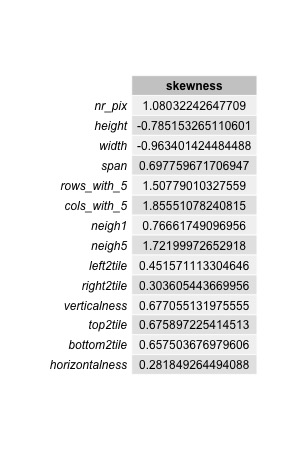 skewness
nr_pix 1.08032242647709
height -0.785153265110601
width -0.963401424484488
span 0.697759671706947
rows_with_5 1.50779010327559
cols_with_5 1.85551078240815
neigh1 0.76661749096956
neigh5 1.72199972652918
left2tile 0.451571113304646
right2tile 0.303605443669956
verticalness 0.677055131975555
top2tile 0.675897225414513
bottom2tile 0.657503676979606
horizontalness 0.281849264494088